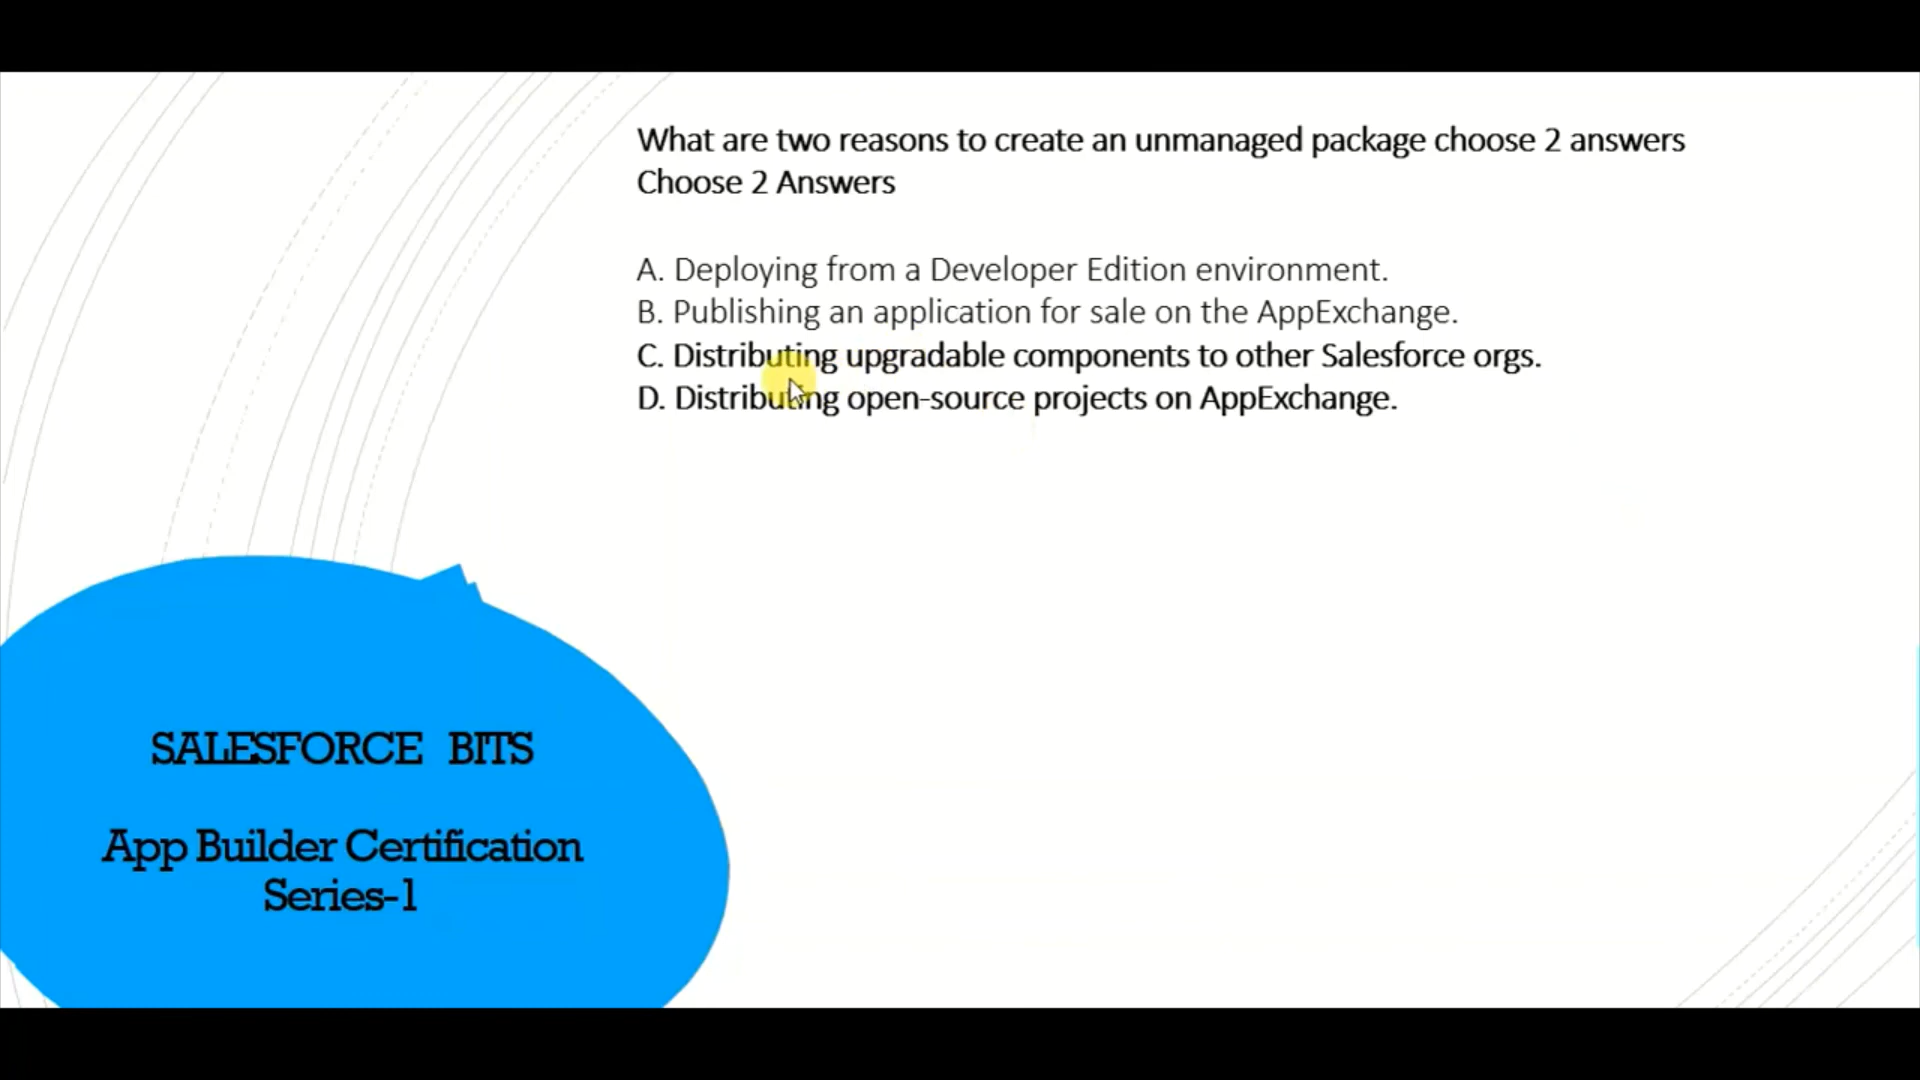 What are two reasons to create an unmanaged package choose 2 answers
Choose 2 Answers
A. Deploying from a Developer Edition environment.
B. Publishing an application for sale on the AppExchange.
C. Distributing upgradable components to other Salesforce orgs.
D. Distributing open-source projects on AppExchange.
SALESFORCE BITS
App Builder Certification
Series-1